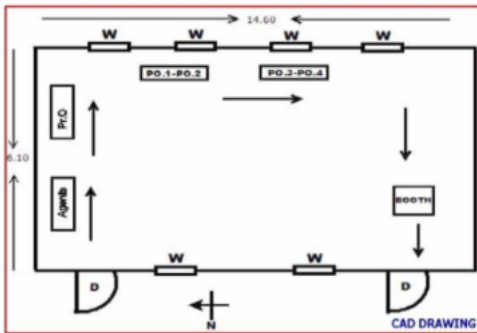 14.60
W W W W
PO.1-PO.2 PO.3-PO.4
Pr.O
6.10
Agents
BOOTH
W W
D D
N
CAD DRAWING